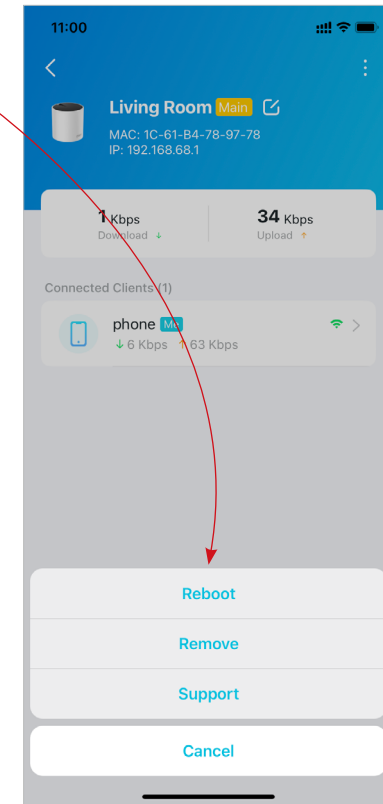 11:00
Living Room Main
MAC: 1C-61-B4-78-97-78
IP: 192.168.68.1
1 Kbps 34 Kbps
Download ↓ Upload ↑
Connected Clients (1)
phone Me
↓ 6 Kbps ↑ 63 Kbps
Reboot
Remove
Support
Cancel